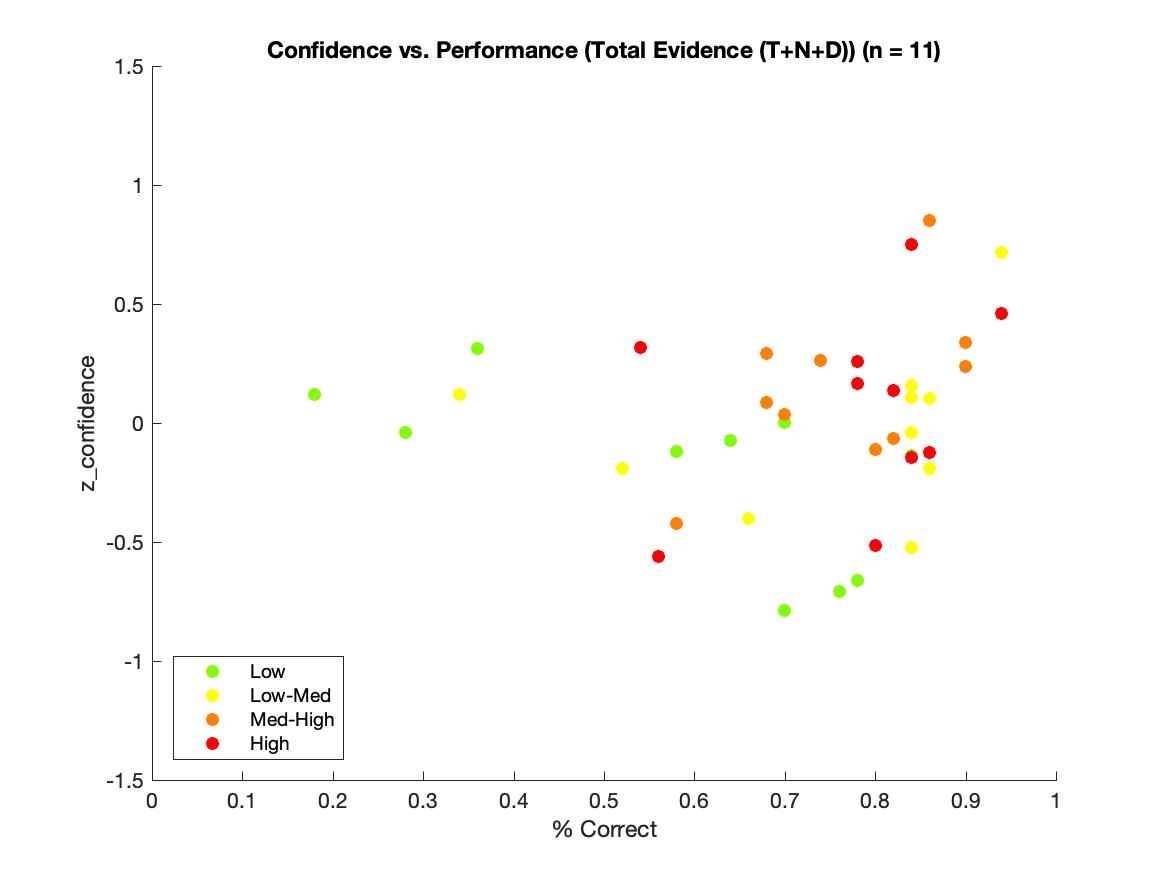 Confidence vs. Performance (Total Evidence (T+N+D)) (n = 11)
1.5
1
0.5
0
-0.5
-1
-1.5
z_confidence
Low
Low-Med
Med-High
High
0 0.1 0.2 0.3 0.4 0.5 0.6 0.7 0.8 0.9 1
% Correct